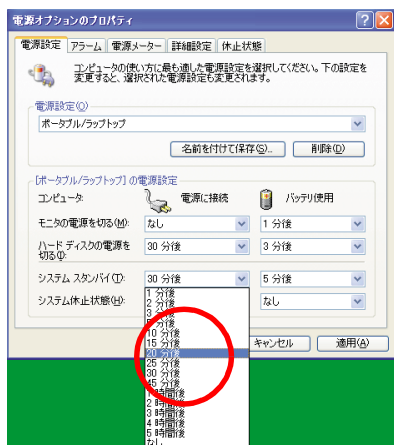 電源オプションのプロパティ
電源設定 アラーム 電源メーター 詳細設定 休止状態
コンピュータの使い方に最も適した電源設定を選択してください。下の設定を
変更すると、選択された電源設定も変更されます。
電源設定(O)
ポータブル/ラップトップ
名前を付けて保存(S)... 削除(D)
[ポータブル/ラップトップ] の電源設定
コンピュータ: 電源に接続 バッテリ使用
モニタの電源を切る(M): なし 1 分後
ハード ディスクの電源を
切る(I): 30 分後 3 分後
システム スタンバイ(T): 30 分後 5 分後
システム休止状態(H): なし
1 分後
2 分後
3 分後
5 分後
10 分後
15 分後
20 分後
25 分後
30 分後
45 分後
1 時間後
2 時間後
3 時間後
4 時間後
5 時間後
なし
キャンセル 適用(A)